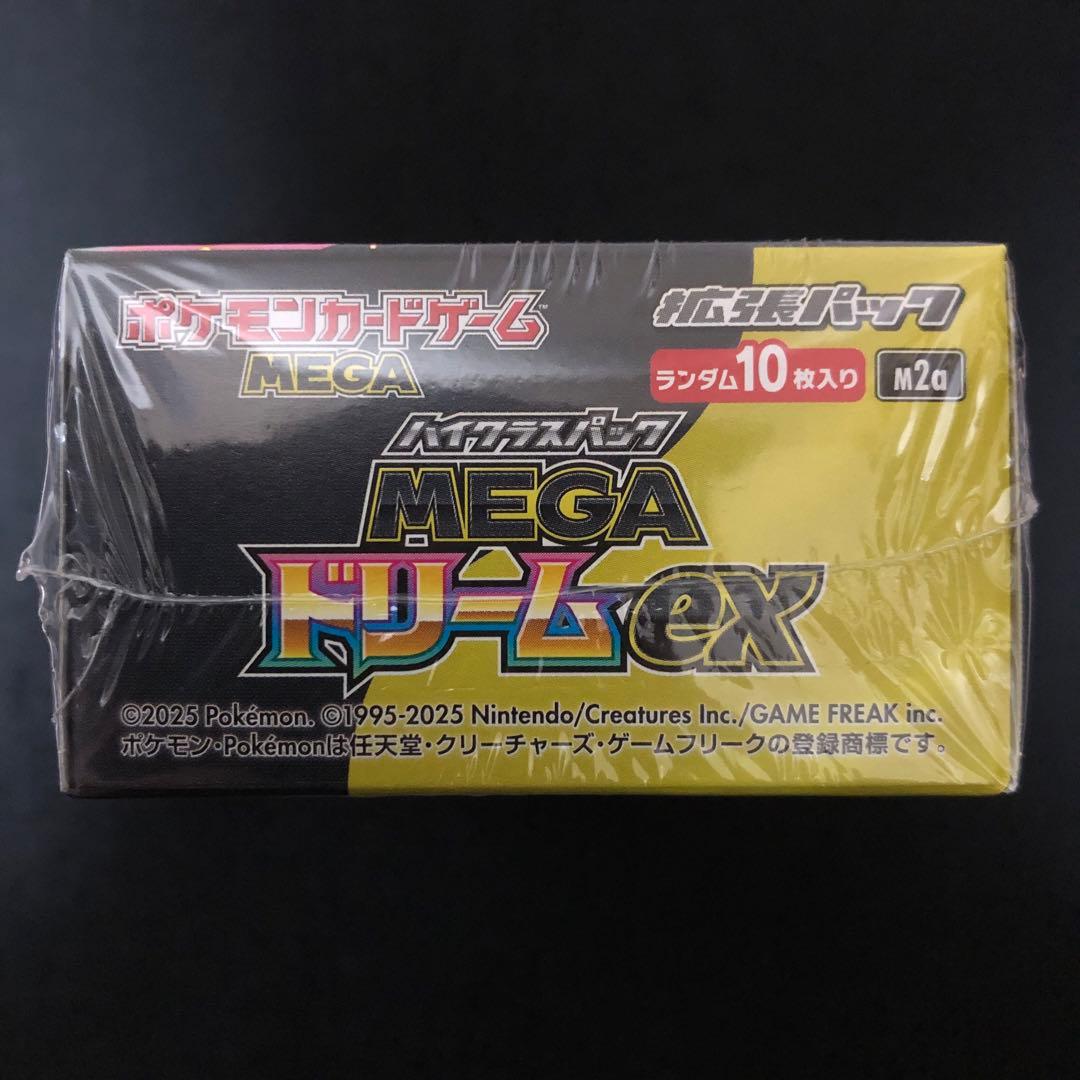 ポケモンカードゲーム™
MEGA
拡張パック
ランダム10枚入り
M2a
ハイクラスパック
MEGA
ドリームex
©2025 Pokémon. ©1995-2025 Nintendo/Creatures Inc./GAME FREAK inc.
ポケモン・Pokémonは任天堂・クリーチャーズ・ゲームフリークの登録商標です。